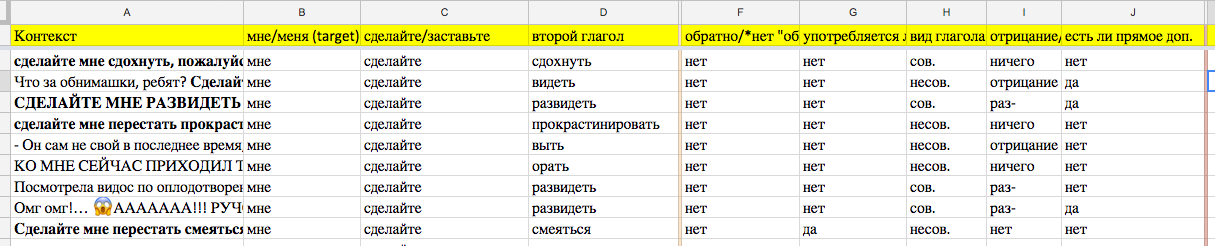 A B C D F G H I J
Контекст мне/меня (target) сделайте/заставьте второй глагол обратно/*нет "об употребляется вид глагола отрицание/ есть ли прямое доп.
сделайте мне сдохнуть, мне сделайте сдохнуть нет нет сов. ничего нет
Что за обнимашки, ребят? мне сделайте видеть нет нет несов. отрицание да
СДЕЛАЙТЕ МНЕ РАЗВИДЕТЬ мне сделайте развидеть нет нет сов. раз- да
сделайте мне перестать мне сделайте прокрастинировать нет нет несов. ничего нет
- Он сам не свой в последнее время, мне сделайте выть нет нет несов. отрицание нет
КО МНЕ СЕЙЧАС ПРИХОДИЛ мне сделайте орать нет нет несов. ничего нет
Посмотрела видос по мне сделайте развидеть нет нет сов. раз- нет
Омг омг!... 😱АААААААА!!! мне сделайте развидеть нет нет сов. раз- да
Сделайте мне перестать смеяться мне сделайте смеяться нет да несов. нет нет